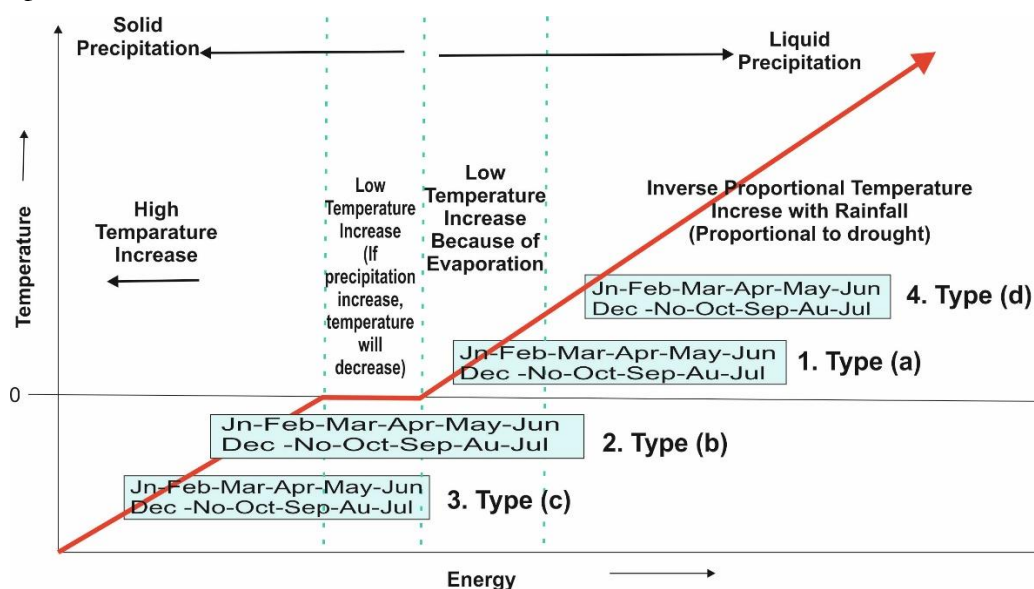 Solid
Precipitation
Liquid
Precipitation
Temperature
High
Temparature
Increase
Low
Temperature
Increase
(If
precipitation
increase,
temperature
will
decrease)
Low
Temperature
Increase
Because of
Evaporation
Inverse Proportional Temperature
Increse with Rainfall
(Proportional to drought)
Jn-Feb-Mar-Apr-May-Jun
Dec -No-Oct-Sep-Au-Jul
4. Type (d)
Jn-Feb-Mar-Apr-May-Jun
Dec -No-Oct-Sep-Au-Jul
1. Type (a)
0
Jn-Feb-Mar-Apr-May-Jun
Dec -No-Oct-Sep-Au-Jul
2. Type (b)
Jn-Feb-Mar-Apr-May-Jun
Dec -No-Oct-Sep-Au-Jul
3. Type (c)
Energy